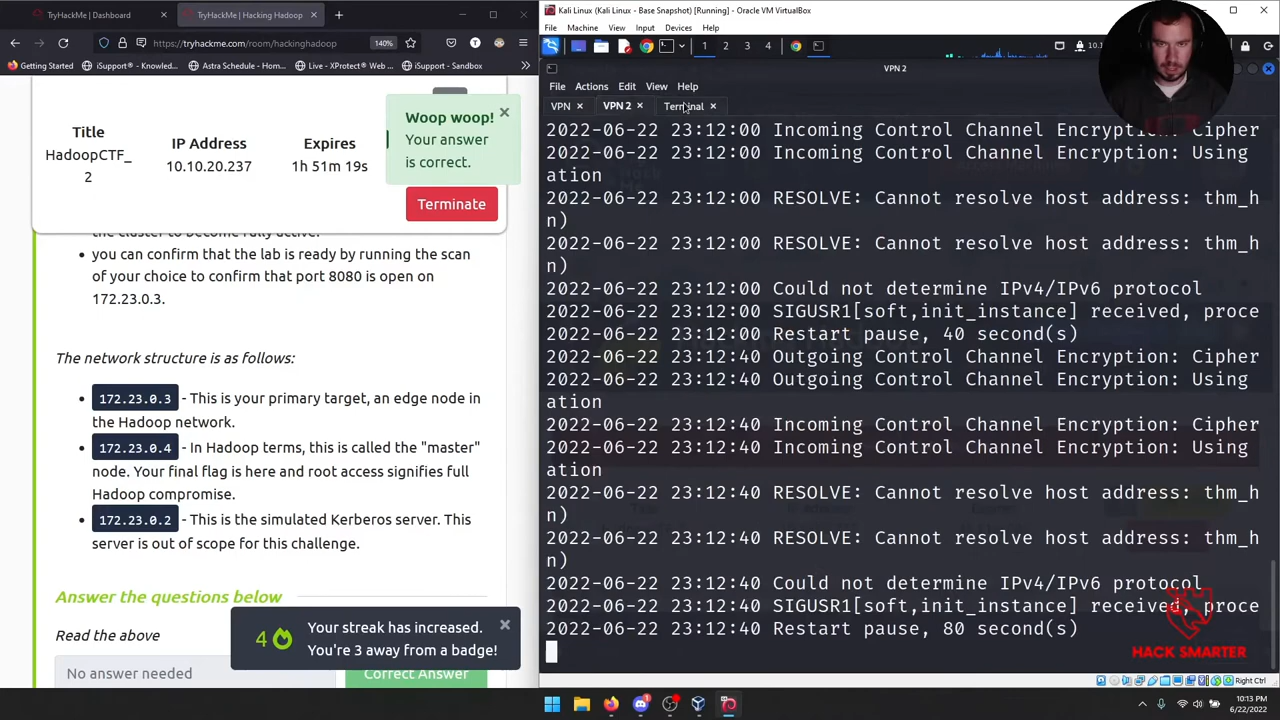 TryHackMe | Dashboard
TryHackMe | Hacking Hadoop
https://tryhackme.com/room/hackinghadoop
140%
Getting Started
iSupport® - Knowled…
Astra Schedule - Hom…
Live - XProtect® Web…
iSupport - Sandbox
Title
HadoopCTF_
2
IP Address
10.10.20.237
Expires
1h 51m 19s
Woop woop!
Your answer
is correct.
Terminate
the cluster to become fully active.
you can confirm that the lab is ready by running the scan
of your choice to confirm that port 8080 is open on
172.23.0.3.
The network structure is as follows:
172.23.0.3 - This is your primary target, an edge node in
the Hadoop network.
172.23.0.4 - In Hadoop terms, this is called the "master"
node. Your final flag is here and root access signifies full
Hadoop compromise.
172.23.0.2 - This is the simulated Kerberos server. This
server is out of scope for this challenge.
Answer the questions below
Read the above
No answer needed
Correct Answer
4
Your streak has increased.
You're 3 away from a badge!
Kali Linux (Kali Linux - Base Snapshot) [Running] - Oracle VM VirtualBox
File Machine View Input Devices Help
1 2 3 4
VPN 2
File Actions Edit View Help
VPN
VPN 2
Terminal
2022-06-22 23:12:00 Incoming Control Channel Encryption: Cipher
2022-06-22 23:12:00 Incoming Control Channel Encryption: Using
ation
2022-06-22 23:12:00 RESOLVE: Cannot resolve host address: thm_h
n)
2022-06-22 23:12:00 RESOLVE: Cannot resolve host address: thm_h
n)
2022-06-22 23:12:00 Could not determine IPv4/IPv6 protocol
2022-06-22 23:12:00 SIGUSR1[soft,init_instance] received, proce
2022-06-22 23:12:00 Restart pause, 40 second(s)
2022-06-22 23:12:40 Outgoing Control Channel Encryption: Cipher
2022-06-22 23:12:40 Outgoing Control Channel Encryption: Using
ation
2022-06-22 23:12:40 Incoming Control Channel Encryption: Cipher
2022-06-22 23:12:40 Incoming Control Channel Encryption: Using
ation
2022-06-22 23:12:40 RESOLVE: Cannot resolve host address: thm_h
n)
2022-06-22 23:12:40 RESOLVE: Cannot resolve host address: thm_h
n)
2022-06-22 23:12:40 Could not determine IPv4/IPv6 protocol
2022-06-22 23:12:40 SIGUSR1[soft,init_instance] received, proce
2022-06-22 23:12:40 Restart pause, 80 second(s)
HACK SMARTER
Right Ctrl
10:13 PM
6/22/2022